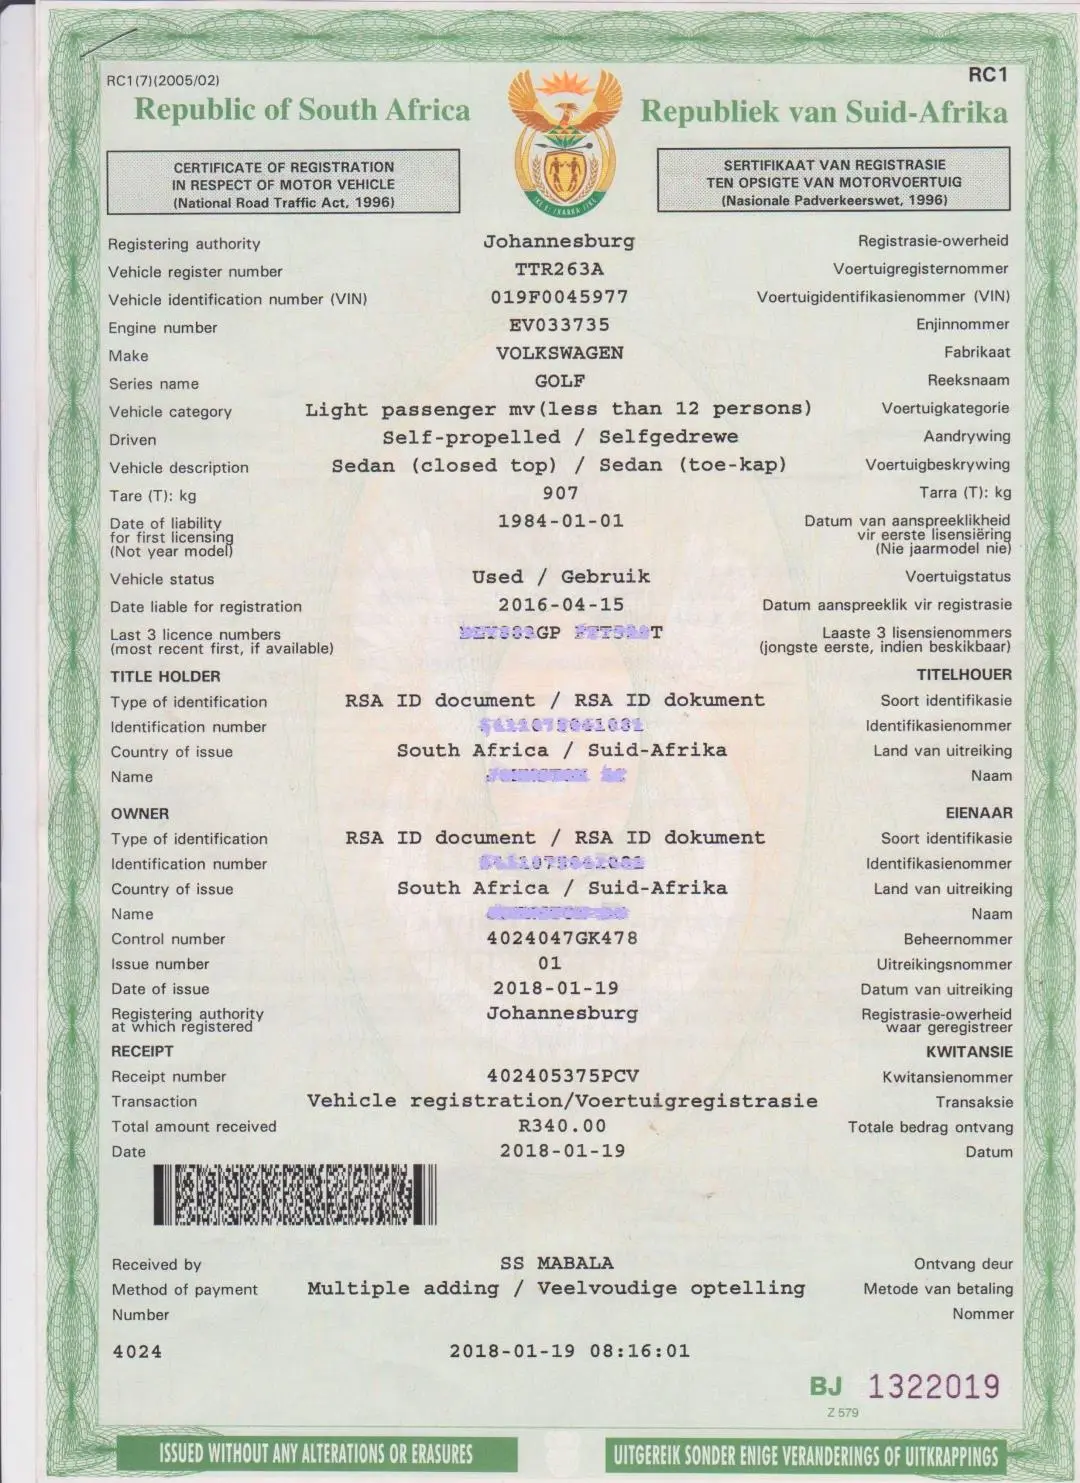 RC1(7)(2005/02)
RC1
Republic of South Africa
Republiek van Suid-Afrika
CERTIFICATE OF REGISTRATION
IN RESPECT OF MOTOR VEHICLE
(National Road Traffic Act, 1996)
SERTIFIKAAT VAN REGISTRASIE
TEN OPSIGTE VAN MOTORVOERTUIG
(Nasionale Padverkeerswet, 1996)
Registering authority Johannesburg Registrasie-owerheid
Vehicle register number TTR263A Voertuigregisternommer
Vehicle identification number (VIN) 019F0045977 Voertuigidentifikasienommer (VIN)
Engine number EV033735 Enjinnommer
Make VOLKSWAGEN Fabrikaat
Series name GOLF Reeksnaam
Vehicle category Light passenger mv(less than 12 persons) Voertuigkategorie
Driven Self-propelled / Selfgedrewe Aandrywing
Vehicle description Sedan (closed top) / Sedan (toe-kap) Voertuigbeskrywing
Tare (T): kg 907 Tarra (T): kg
Date of liability 1984-01-01 Datum van aanspreeklikheid
for first licensing vir eerste lisensiëring
(Not year model) (Nie jaarmodel nie)
Vehicle status Used / Gebruik Voertuigstatus
Date liable for registration 2016-04-15 Datum aanspreeklik vir registrasie
Last 3 licence numbers Laaste 3 lisensienommers
(most recent first, if available) (jongste eerste, indien beskikbaar)
TITLE HOLDER TITELHOUER
Type of identification RSA ID document / RSA ID dokument Soort identifikasie
Identification number Identifikasienommer
Country of issue South Africa / Suid-Afrika Land van uitreiking
Name Naam
OWNER EIENAAR
Type of identification RSA ID document / RSA ID dokument Soort identifikasie
Identification number Identifikasienommer
Country of issue South Africa / Suid-Afrika Land van uitreiking
Name Naam
Control number 4024047GK478 Beheernommer
Issue number 01 Uitreikingsnommer
Date of issue 2018-01-19 Datum van uitreiking
Registering authority Johannesburg Registrasie-owerheid
at which registered waar geregistreer
RECEIPT KWITANSIE
Receipt number 402405375PCV Kwitansienommer
Transaction Vehicle registration/Voertuigregistrasie Transaksie
Total amount received R340.00 Totale bedrag ontvang
Date 2018-01-19 Datum
Received by SS MABALA Ontvang deur
Method of payment Multiple adding / Veelvoudige optelling Metode van betaling
Number Nommer
4024 2018-01-19 08:16:01
BJ 1322019
Z 579
ISSUED WITHOUT ANY ALTERATIONS OR ERASURES
UITGEREIK SONDER ENIGE VERANDERINGS OF UITKRAPPINGS